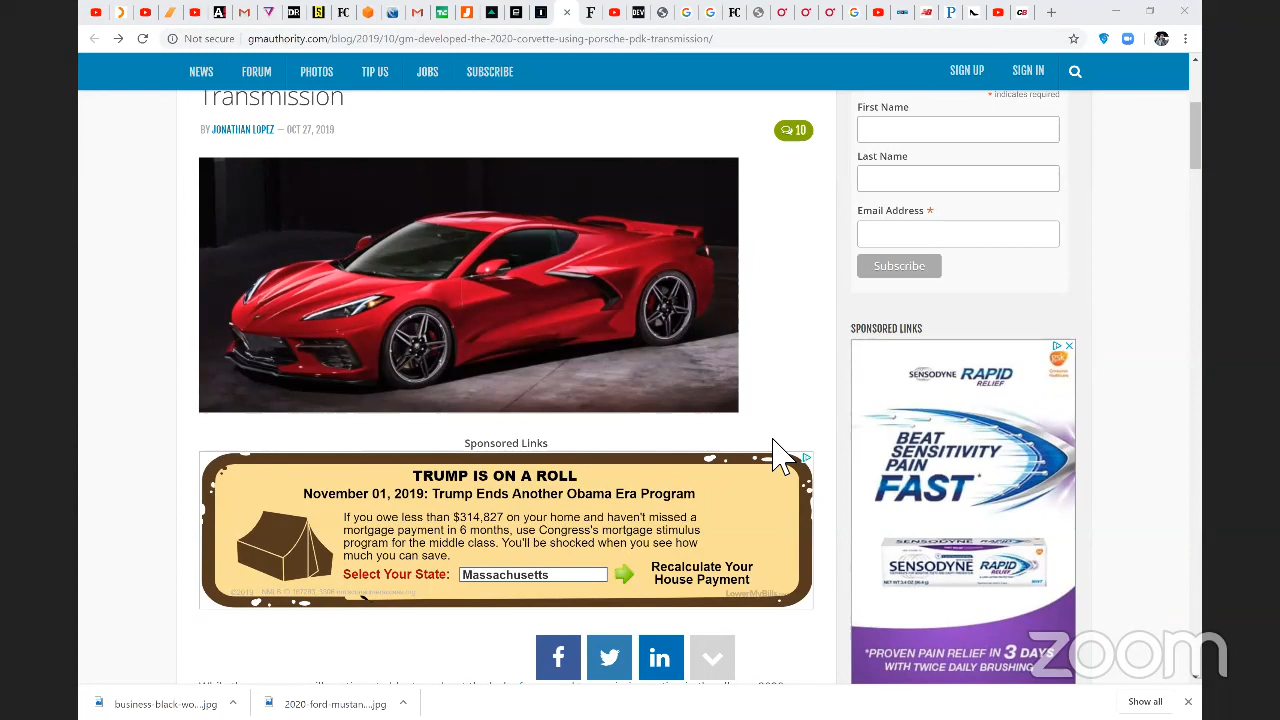 Not secure
gmauthority.com/blog/2019/10/gm-developed-the-2020-corvette-using-porsche-pdk-transmission/
NEWS FORUM PHOTOS TIP US JOBS SUBSCRIBE SIGN UP SIGN IN
Transmission
BY JONATHAN LOPEZ — OCT 27, 2019
10
* indicates required
First Name
Last Name
Email Address *
Subscribe
SPONSORED LINKS
SENSODYNE RAPID RELIEF
gsk
BEAT
SENSITIVITY
PAIN
FAST
SENSODYNE RAPID RELIEF
*PROVEN PAIN RELIEF IN 3 DAYS
WITH TWICE DAILY BRUSHING
Sponsored Links
TRUMP IS ON A ROLL
November 01, 2019: Trump Ends Another Obama Era Program
If you owe less than $314,827 on your home and haven't missed a
mortgage payment in 6 months, use Congress's mortgage stimulus
program for the middle class. You'll be shocked when you see how
much you can save.
Select Your State: Massachusetts
Recalculate Your
House Payment
©2019
LowerMyBills
zoom
business-black-wo....jpg
2020-ford-mustan....jpg
Show all